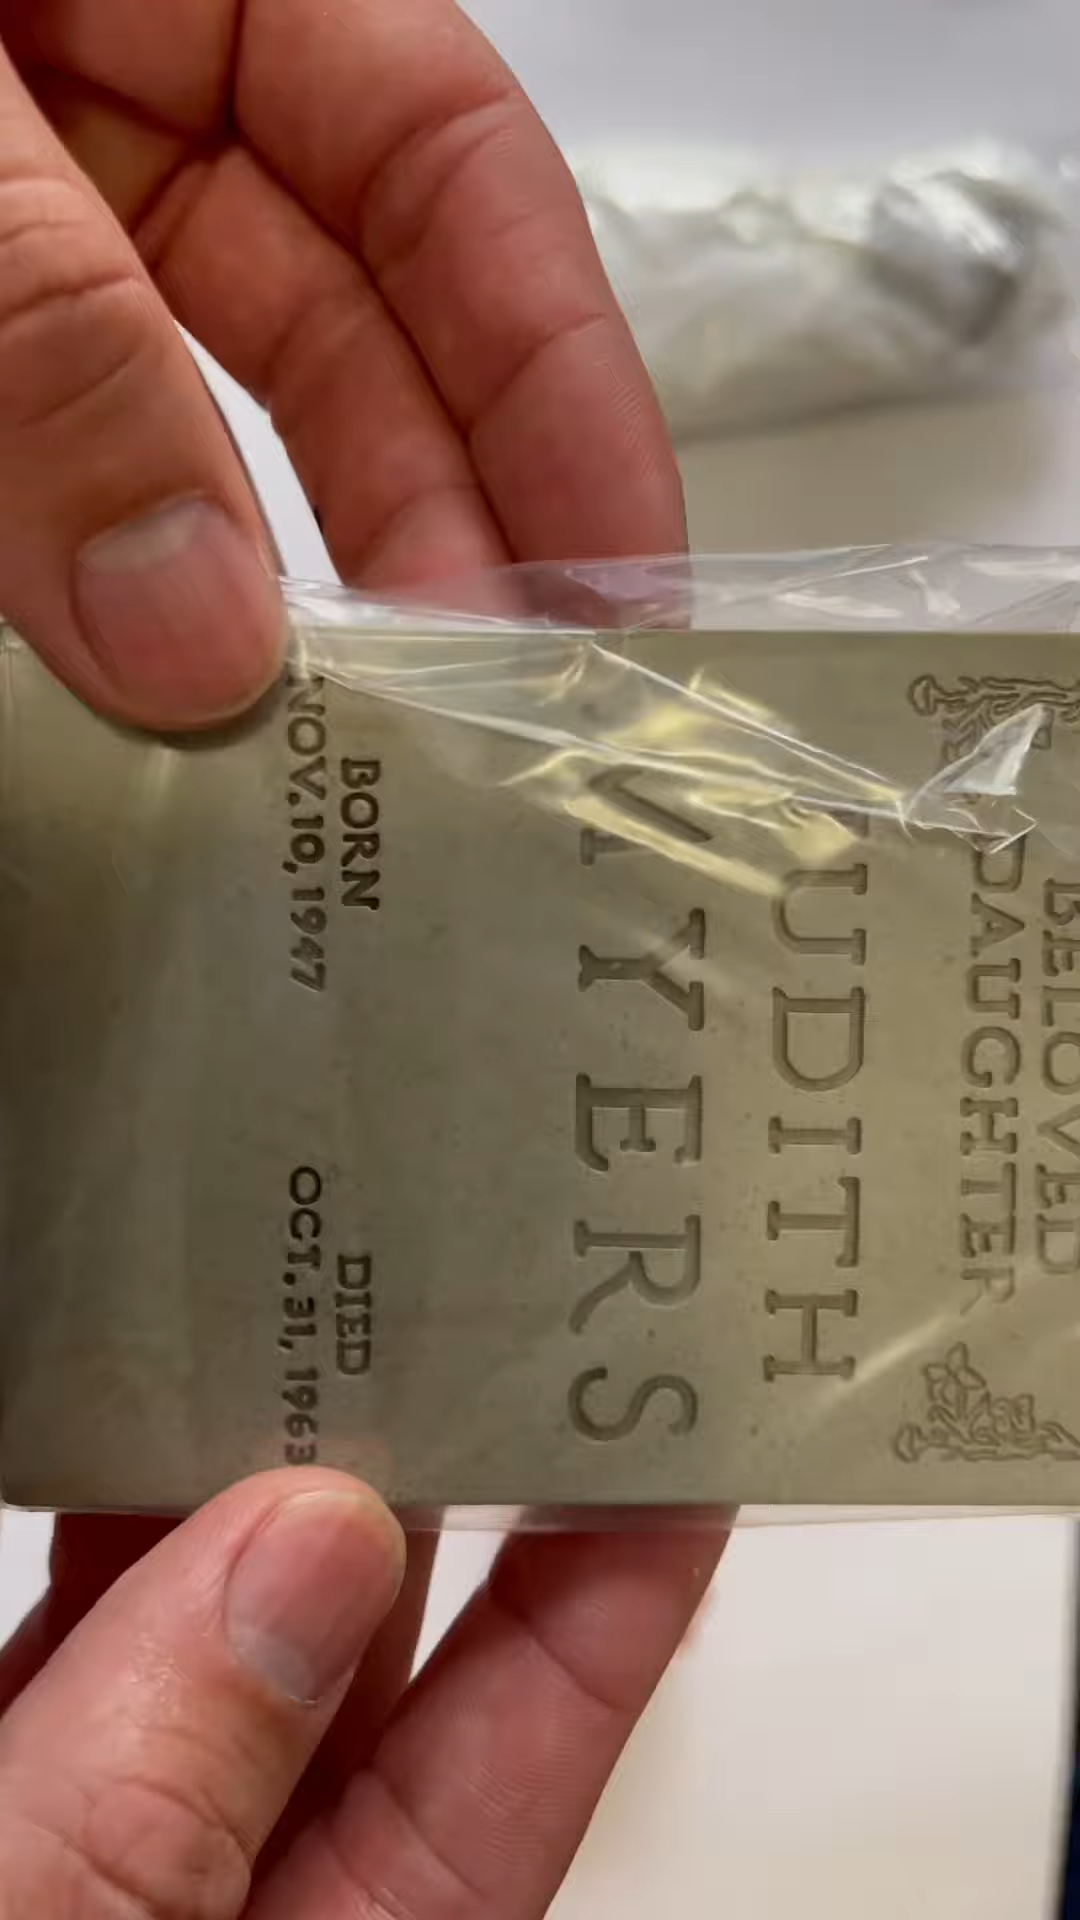 BELOVED
DAUGHTER
JUDITH
MYERS
BORN DIED
NOV.10,1947 OCT.31,1963